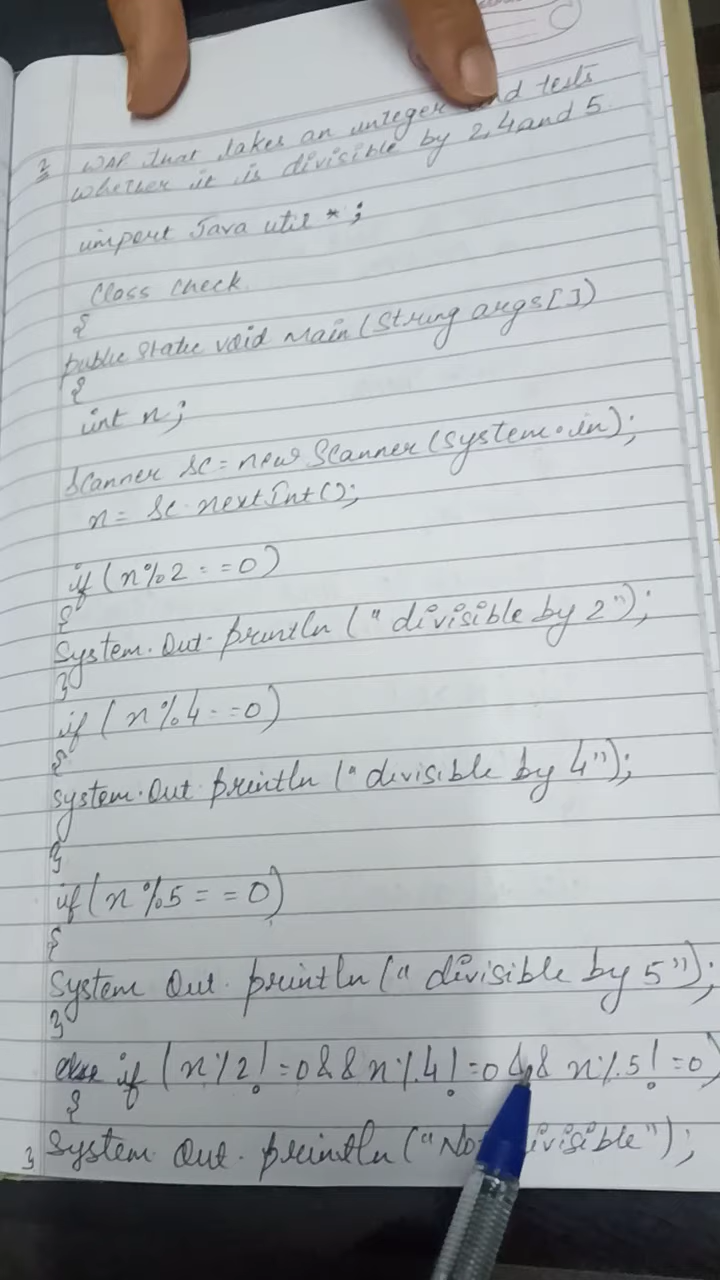 3 WAP that takes an integer and tests
whether it is divisible by 2,4 and 5
import Java util *;
Class Check
{
public static void main (String args[])
{
int n;
Scanner sc = new Scanner (System.in);
n = sc.nextInt();
if (n%2 = =0)
{
System.Out.println (" divisible by 2");
}
if (n%4 = =0)
{
System.Out println (" divisible by 4");
}
if (n%5 = =0)
{
System Out. println (" divisible by 5");
}
else if (n%2! =0 && n%4! =0 && n%5! =0)
{
} System Out. println ("Not divisible");